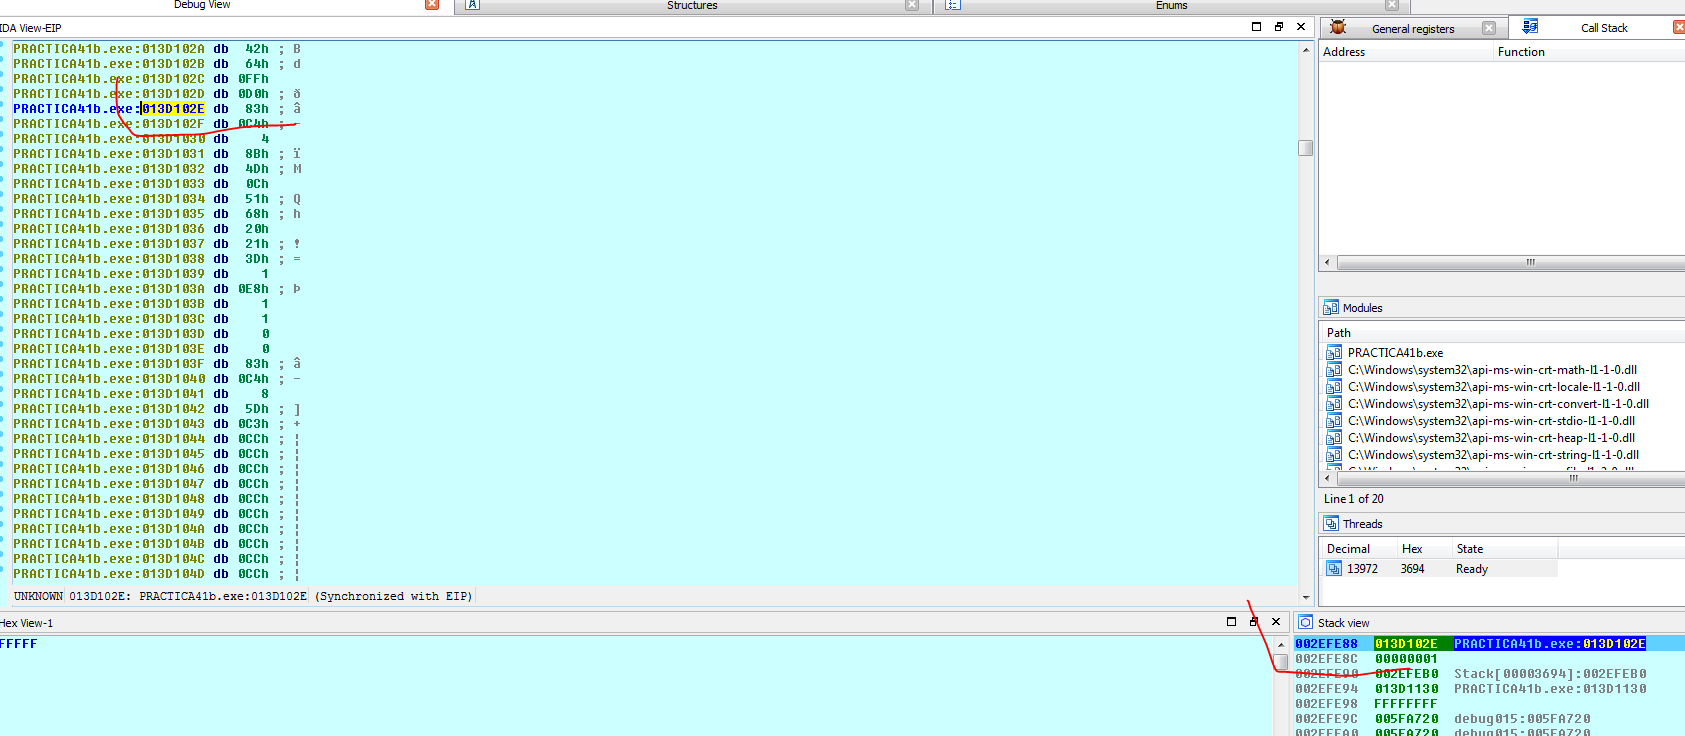 Debug View
Structures
Enums
IDA View-EIP
PRACTICA41b.exe:013D102A db 42h ; B
PRACTICA41b.exe:013D102B db 64h ; d
PRACTICA41b.exe:013D102C db 0FFh
PRACTICA41b.exe:013D102D db 0D0h ; ð
PRACTICA41b.exe:013D102E db 83h ; â
PRACTICA41b.exe:013D102F db 0C4h ; -
PRACTICA41b.exe:013D1030 db 4
PRACTICA41b.exe:013D1031 db 8Bh ; ï
PRACTICA41b.exe:013D1032 db 4Dh ; M
PRACTICA41b.exe:013D1033 db 0Ch
PRACTICA41b.exe:013D1034 db 51h ; Q
PRACTICA41b.exe:013D1035 db 68h ; h
PRACTICA41b.exe:013D1036 db 20h
PRACTICA41b.exe:013D1037 db 21h ; !
PRACTICA41b.exe:013D1038 db 3Dh ; =
PRACTICA41b.exe:013D1039 db 1
PRACTICA41b.exe:013D103A db 0E8h ; Þ
PRACTICA41b.exe:013D103B db 1
PRACTICA41b.exe:013D103C db 1
PRACTICA41b.exe:013D103D db 0
PRACTICA41b.exe:013D103E db 0
PRACTICA41b.exe:013D103F db 83h ; â
PRACTICA41b.exe:013D1040 db 0C4h ; -
PRACTICA41b.exe:013D1041 db 8
PRACTICA41b.exe:013D1042 db 5Dh ; ]
PRACTICA41b.exe:013D1043 db 0C3h ; +
PRACTICA41b.exe:013D1044 db 0CCh ; ¦
PRACTICA41b.exe:013D1045 db 0CCh ; ¦
PRACTICA41b.exe:013D1046 db 0CCh ; ¦
PRACTICA41b.exe:013D1047 db 0CCh ; ¦
PRACTICA41b.exe:013D1048 db 0CCh ; ¦
PRACTICA41b.exe:013D1049 db 0CCh ; ¦
PRACTICA41b.exe:013D104A db 0CCh ; ¦
PRACTICA41b.exe:013D104B db 0CCh ; ¦
PRACTICA41b.exe:013D104C db 0CCh ; ¦
PRACTICA41b.exe:013D104D db 0CCh ; ¦
UNKNOWN 013D102E: PRACTICA41b.exe:013D102E (Synchronized with EIP)
General registers
Call Stack
Address Function
Modules
Path
PRACTICA41b.exe
C:\Windows\system32\api-ms-win-crt-math-l1-1-0.dll
C:\Windows\system32\api-ms-win-crt-locale-l1-1-0.dll
C:\Windows\system32\api-ms-win-crt-convert-l1-1-0.dll
C:\Windows\system32\api-ms-win-crt-stdio-l1-1-0.dll
C:\Windows\system32\api-ms-win-crt-heap-l1-1-0.dll
C:\Windows\system32\api-ms-win-crt-string-l1-1-0.dll
Line 1 of 20
Threads
Decimal Hex State
13972 3694 Ready
Hex View-1
FFFFF
Stack view
002EFE88 013D102E PRACTICA41b.exe:013D102E
002EFE8C 00000001
002EFE90 002EFEB0 Stack[00003694]:002EFEB0
002EFE94 013D1130 PRACTICA41b.exe:013D1130
002EFE98 FFFFFFFF
002EFE9C 005FA720 debug015:005FA720